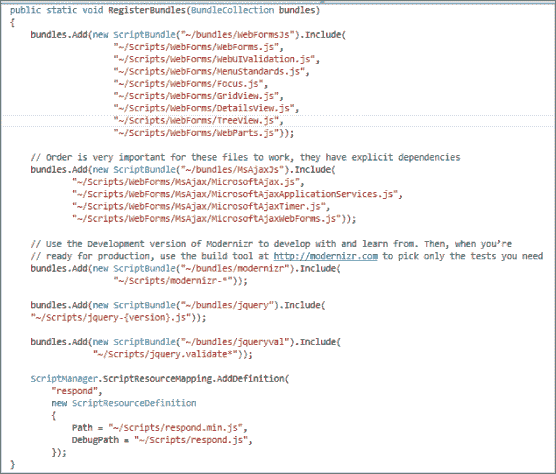 public static void RegisterBundles(BundleCollection bundles)
{
bundles.Add(new ScriptBundle("~/bundles/WebFormsJs").Include(
"~/Scripts/WebForms/WebForms.js",
"~/Scripts/WebForms/WebUIValidation.js",
"~/Scripts/WebForms/MenuStandards.js",
"~/Scripts/WebForms/Focus.js",
"~/Scripts/WebForms/GridView.js",
"~/Scripts/WebForms/DetailsView.js",
"~/Scripts/WebForms/TreeView.js",
"~/Scripts/WebForms/WebParts.js"));
// Order is very important for these files to work, they have explicit dependencies
bundles.Add(new ScriptBundle("~/bundles/MsAjaxJs").Include(
"~/Scripts/WebForms/MsAjax/MicrosoftAjax.js",
"~/Scripts/WebForms/MsAjax/MicrosoftAjaxApplicationServices.js",
"~/Scripts/WebForms/MsAjax/MicrosoftAjaxTimer.js",
"~/Scripts/WebForms/MsAjax/MicrosoftAjaxWebForms.js"));
// Use the Development version of Modernizr to develop with and learn from. Then, when you’re
// ready for production, use the build tool at http://modernizr.com to pick only the tests you need
bundles.Add(new ScriptBundle("~/bundles/modernizr").Include(
"~/Scripts/modernizr-*"));
bundles.Add(new ScriptBundle("~/bundles/jquery").Include(
"~/Scripts/jquery-{version}.js"));
bundles.Add(new ScriptBundle("~/bundles/jqueryval").Include(
"~/Scripts/jquery.validate*"));
ScriptManager.ScriptResourceMapping.AddDefinition(
"respond",
new ScriptResourceDefinition
{
Path = "~/Scripts/respond.min.js",
DebugPath = "~/Scripts/respond.js",
});
}